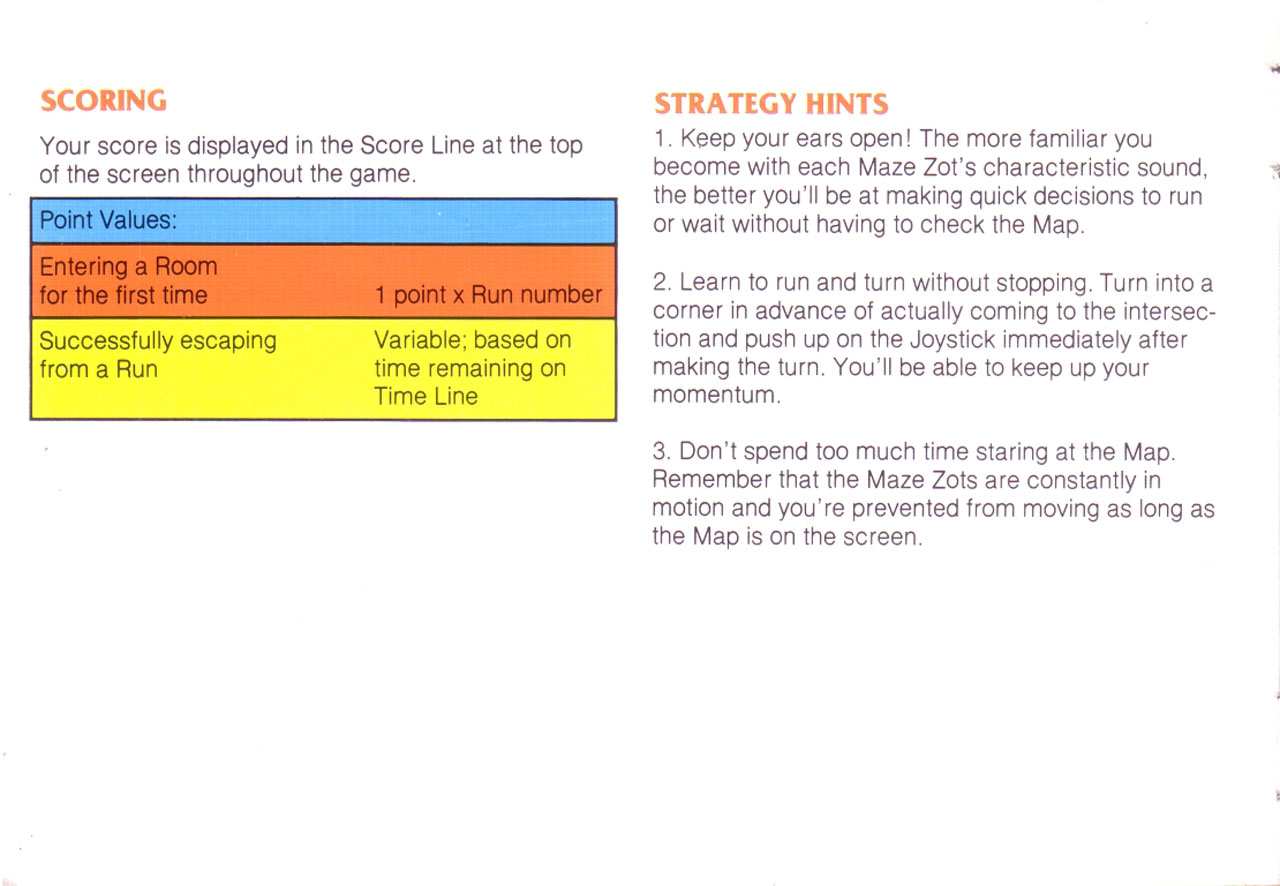 SCORING
Your score is displayed in the Score Line at the top
of the screen throughout the game.
Point Values:
Entering a Room
for the first time 1 point x Run number
Successfully escaping Variable; based on
from a Run time remaining on
Time Line
STRATEGY HINTS
1. Keep your ears open! The more familiar you
become with each Maze Zot's characteristic sound,
the better you'll be at making quick decisions to run
or wait without having to check the Map.
2. Learn to run and turn without stopping. Turn into a
corner in advance of actually coming to the intersec-
tion and push up on the Joystick immediately after
making the turn. You'll be able to keep up your
momentum.
3. Don't spend too much time staring at the Map.
Remember that the Maze Zots are constantly in
motion and you're prevented from moving as long as
the Map is on the screen.